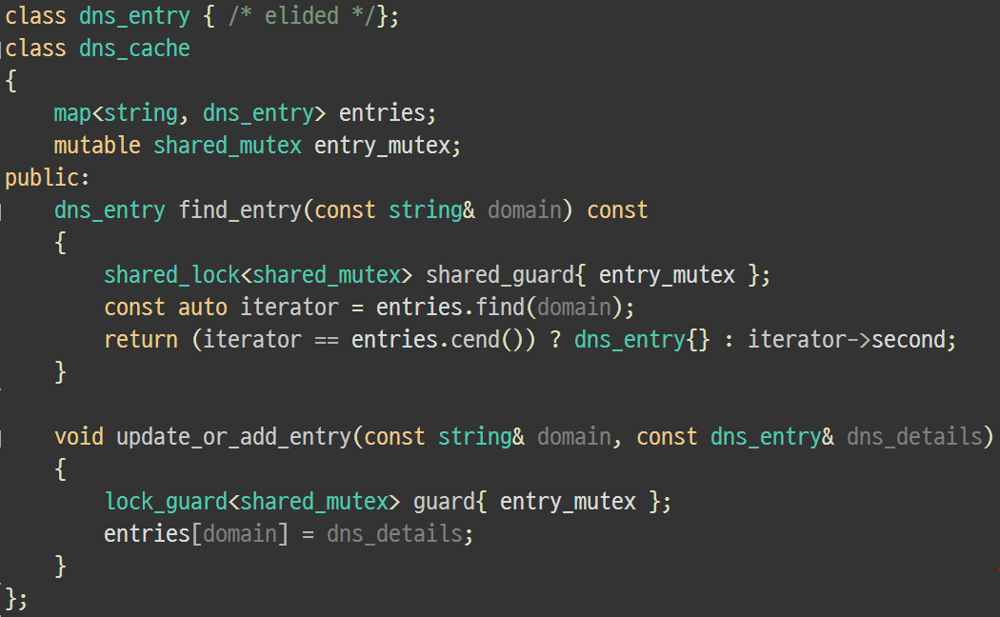 class dns_entry { /* elided */};
class dns_cache
{
    map<string, dns_entry> entries;
    mutable shared_mutex entry_mutex;
public:
    dns_entry find_entry(const string& domain) const
    {
        shared_lock<shared_mutex> shared_guard{ entry_mutex };
        const auto iterator = entries.find(domain);
        return (iterator == entries.cend()) ? dns_entry{} : iterator->second;
    }

    void update_or_add_entry(const string& domain, const dns_entry& dns_details)
    {
        lock_guard<shared_mutex> guard{ entry_mutex };
        entries[domain] = dns_details;
    }
};